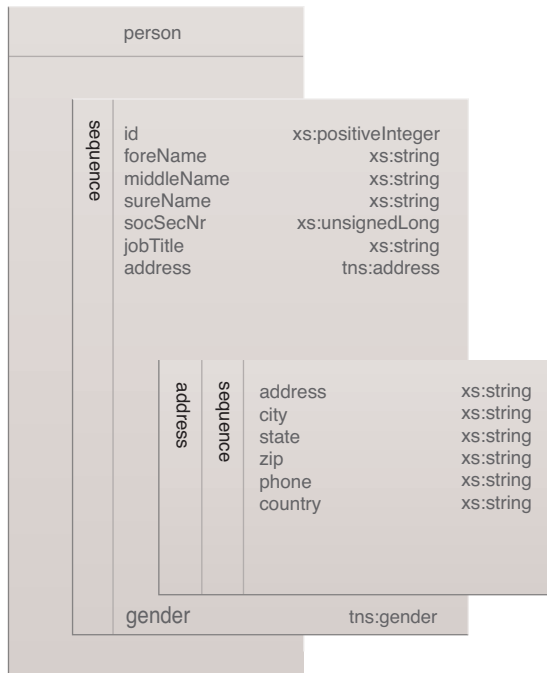 person
sequence
id xs:positiveInteger
foreName xs:string
middleName xs:string
sureName xs:string
socSecNr xs:unsignedLong
jobTitle xs:string
address tns:address
address
sequence
address xs:string
city xs:string
state xs:string
zip xs:string
phone xs:string
country xs:string
gender tns:gender